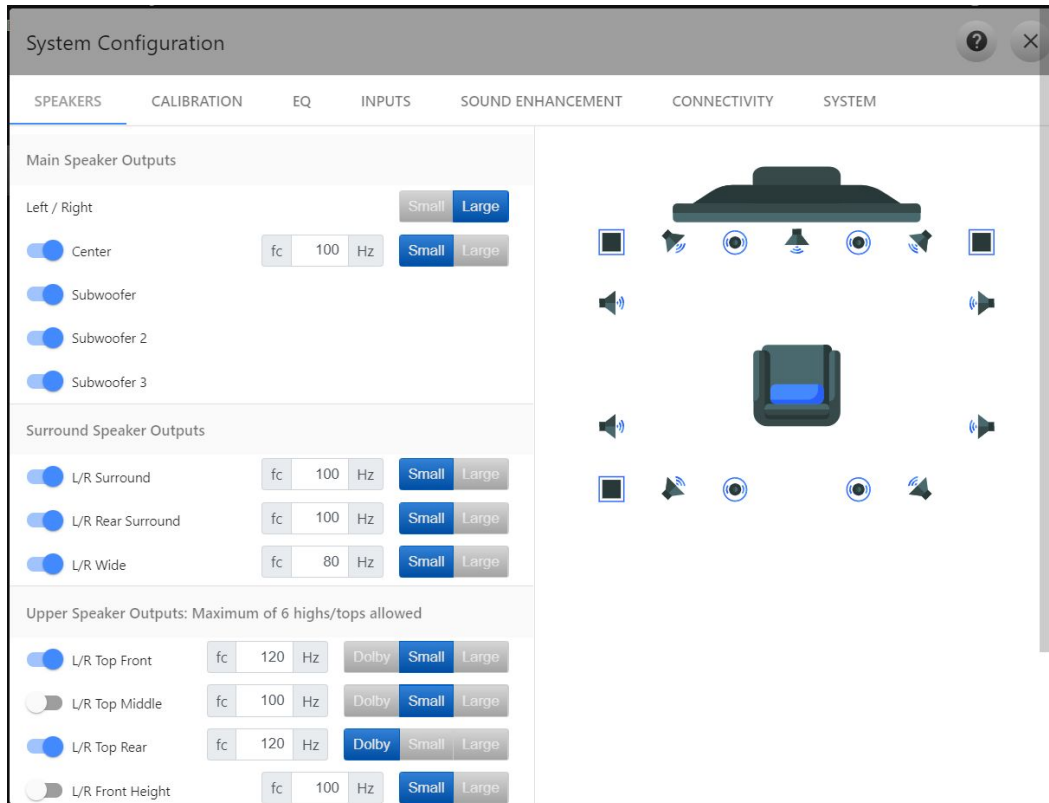 System Configuration
SPEAKERS CALIBRATION EQ INPUTS SOUND ENHANCEMENT CONNECTIVITY SYSTEM
Main Speaker Outputs
Left / Right Small Large
Center fc 100 Hz Small Large
Subwoofer
Subwoofer 2
Subwoofer 3
Surround Speaker Outputs
L/R Surround fc 100 Hz Small Large
L/R Rear Surround fc 100 Hz Small Large
L/R Wide fc 80 Hz Small Large
Upper Speaker Outputs: Maximum of 6 highs/tops allowed
L/R Top Front fc 120 Hz Dolby Small Large
L/R Top Middle fc 100 Hz Dolby Small Large
L/R Top Rear fc 120 Hz Dolby Small Large
L/R Front Height fc 100 Hz Small Large